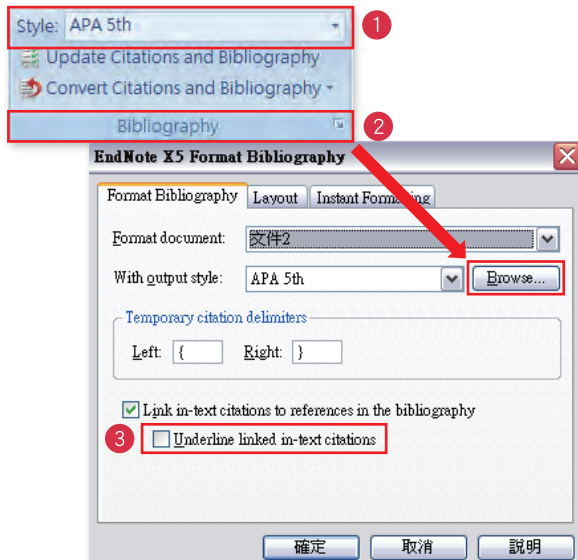 Style: APA 5th
1
Update Citations and Bibliography
Convert Citations and Bibliography
Bibliography
2
EndNote X5 Format Bibliography
Format Bibliography Layout Instant Formatting
Format document: 文件2
With output style: APA 5th Browse...
Temporary citation delimiters
Left: { Right: }
Link in-text citations to references in the bibliography
3 Underline linked in-text citations
確定 取消 說明